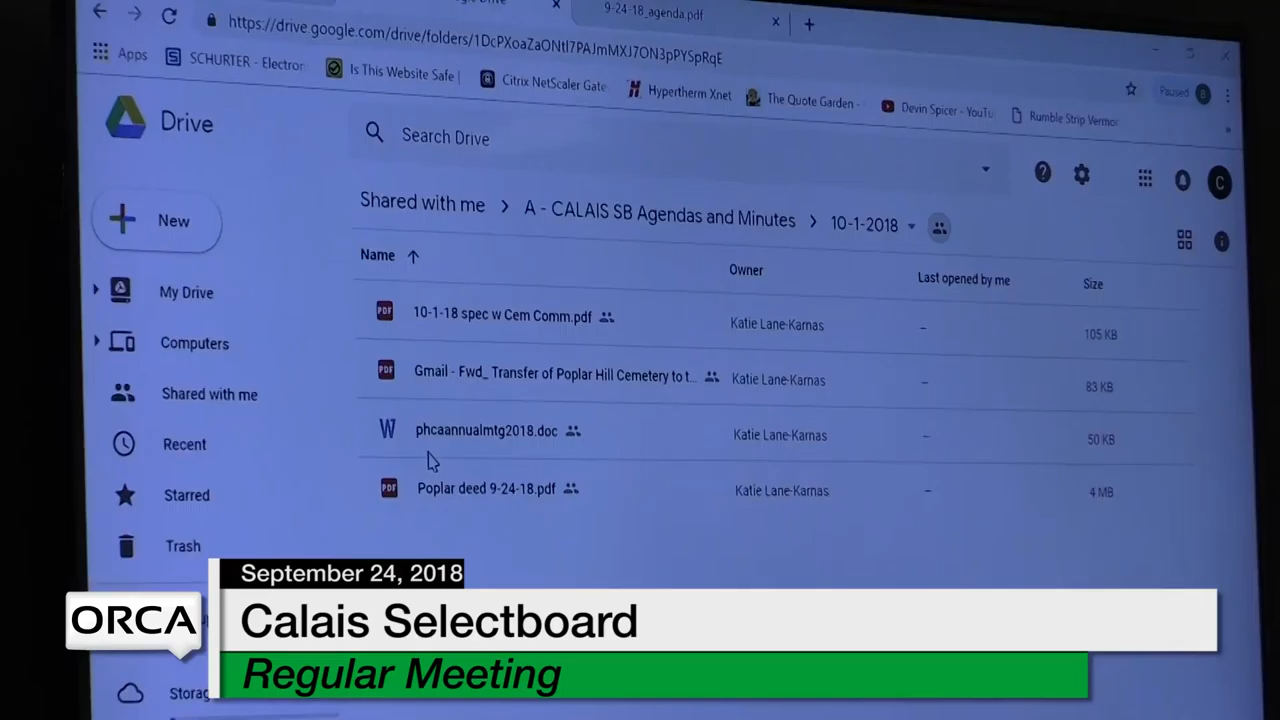 Drive
9-24-18_agenda.pdf
https://drive.google.com/drive/folders/
Apps SCHURTER - Electron Is This Website Safe | Citrix NetScaler Gate Hypertherm Xnet The Quote Garden - Devin Spicer - YouTu Rumble Strip Vermon
Paused
Drive
Search Drive
C
New
Shared with me > A - CALAIS SB Agendas and Minutes > 10-1-2018
Name Owner Last opened by me Size
My Drive
Computers
Shared with me
Recent
Starred
Trash
Storag
PDF 10-1-18 spec w Cem Comm.pdf Katie Lane-Karnas – 105 KB
PDF Gmail - Fwd_ Transfer of Poplar Hill Cemetery to t... Katie Lane-Karnas – 83 KB
W phcaannualmtg2018.doc Katie Lane-Karnas – 50 KB
PDF Poplar deed 9-24-18.pdf Katie Lane-Karnas – 4 MB
September 24, 2018
ORCA
Calais Selectboard
Regular Meeting